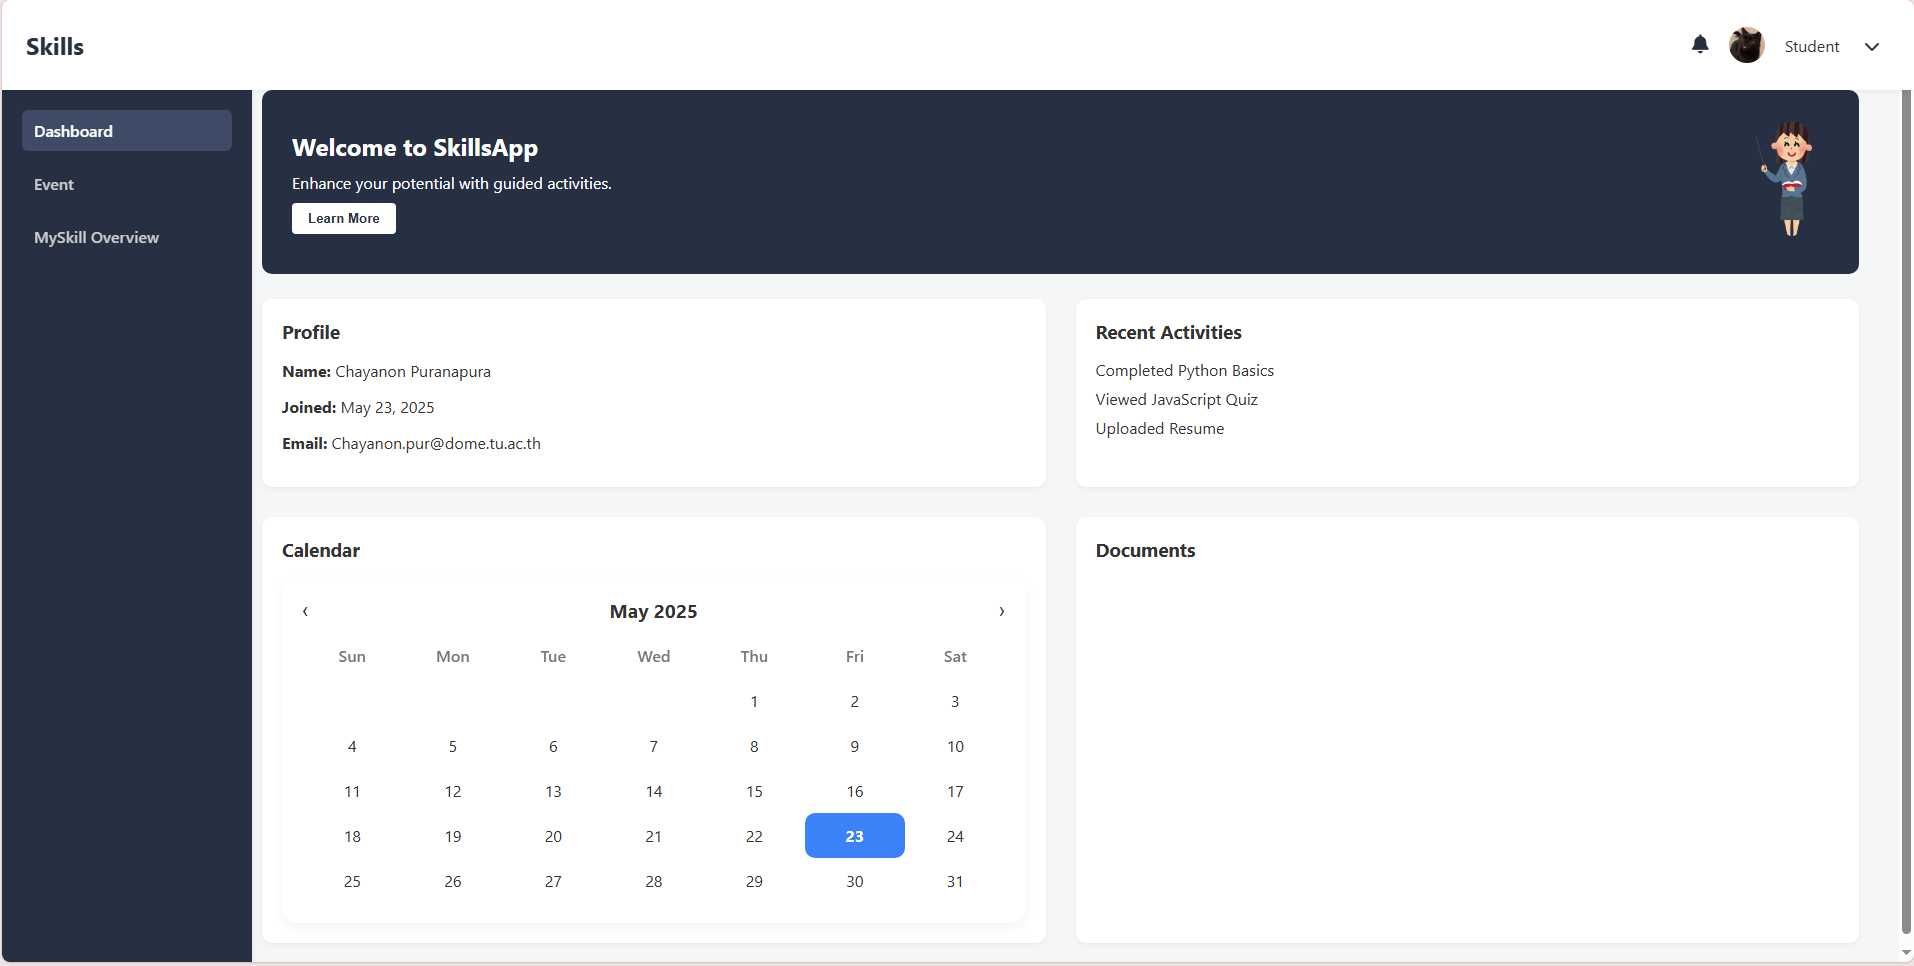 Skills
Student
Dashboard
Event
MySkill Overview
Welcome to SkillsApp
Enhance your potential with guided activities.
Learn More
Profile
Name: Chayanon Puranapura
Joined: May 23, 2025
Email: Chayanon.pur@dome.tu.ac.th
Recent Activities
Completed Python Basics
Viewed JavaScript Quiz
Uploaded Resume
Calendar
‹ May 2025 ›
Sun Mon Tue Wed Thu Fri Sat
1 2 3
4 5 6 7 8 9 10
11 12 13 14 15 16 17
18 19 20 21 22 23 24
25 26 27 28 29 30 31
Documents